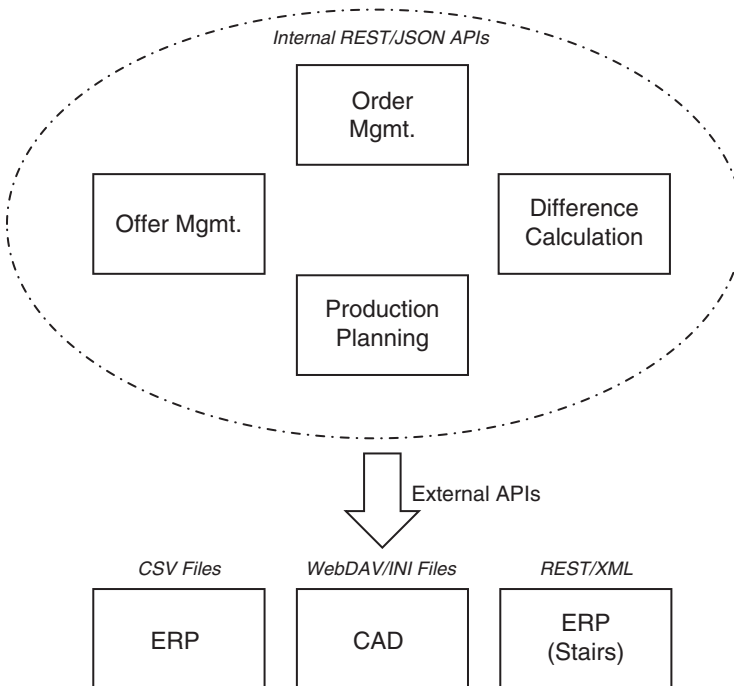 Internal REST/JSON APIs
Order
Mgmt.
Offer Mgmt.
Difference
Calculation
Production
Planning
External APIs
CSV Files
WebDAV/INI Files
REST/XML
ERP
CAD
ERP
(Stairs)